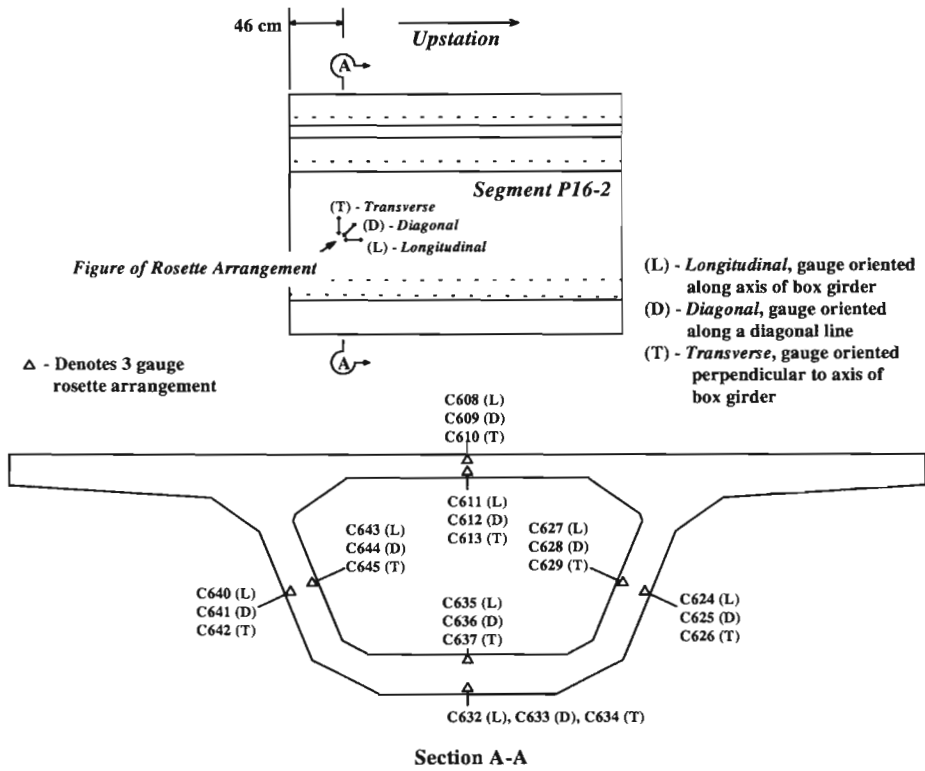 46 cm
Upstation
A
Segment P16-2
(T) - Transverse
(D) - Diagonal
(L) - Longitudinal
Figure of Rosette Arrangement
(L) - Longitudinal, gauge oriented
along axis of box girder
(D) - Diagonal, gauge oriented
along a diagonal line
(T) - Transverse, gauge oriented
perpendicular to axis of
box girder
A
Δ - Denotes 3 gauge
rosette arrangement
C608 (L)
C609 (D)
C610 (T)
C611 (L)
C612 (D)
C613 (T)
C643 (L)
C644 (D)
C645 (T)
C627 (L)
C628 (D)
C629 (T)
C640 (L)
C641 (D)
C642 (T)
C635 (L)
C636 (D)
C637 (T)
C624 (L)
C625 (D)
C626 (T)
C632 (L), C633 (D), C634 (T)
Section A-A